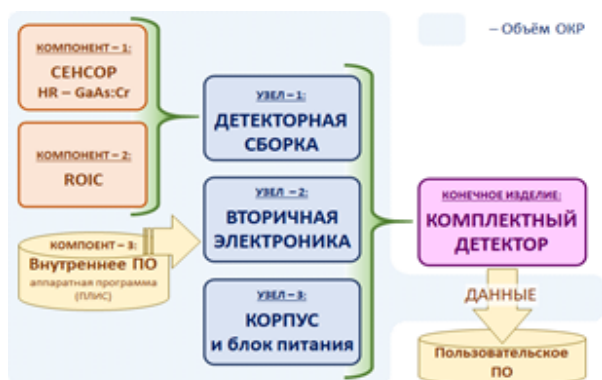 – Объём ОКР
КОМПОНЕНТ – 1:
СЕНСОР
HR – GaAs:Cr
КОМПОНЕНТ – 2:
ROIC
КОМПОЕНТ – 3:
Внутреннее ПО
аппаратная программа
(ПЛИС)
УЗЕЛ – 1:
ДЕТЕКТОРНАЯ
СБОРКА
УЗЕЛ – 2:
ВТОРИЧНАЯ
ЭЛЕКТРОНИКА
УЗЕЛ – 3:
КОРПУС
и блок питания
КОНЕЧНОЕ ИЗДЕЛИЕ:
КОМПЛЕКТНЫЙ
ДЕТЕКТОР
ДАННЫЕ
Пользовательское
ПО